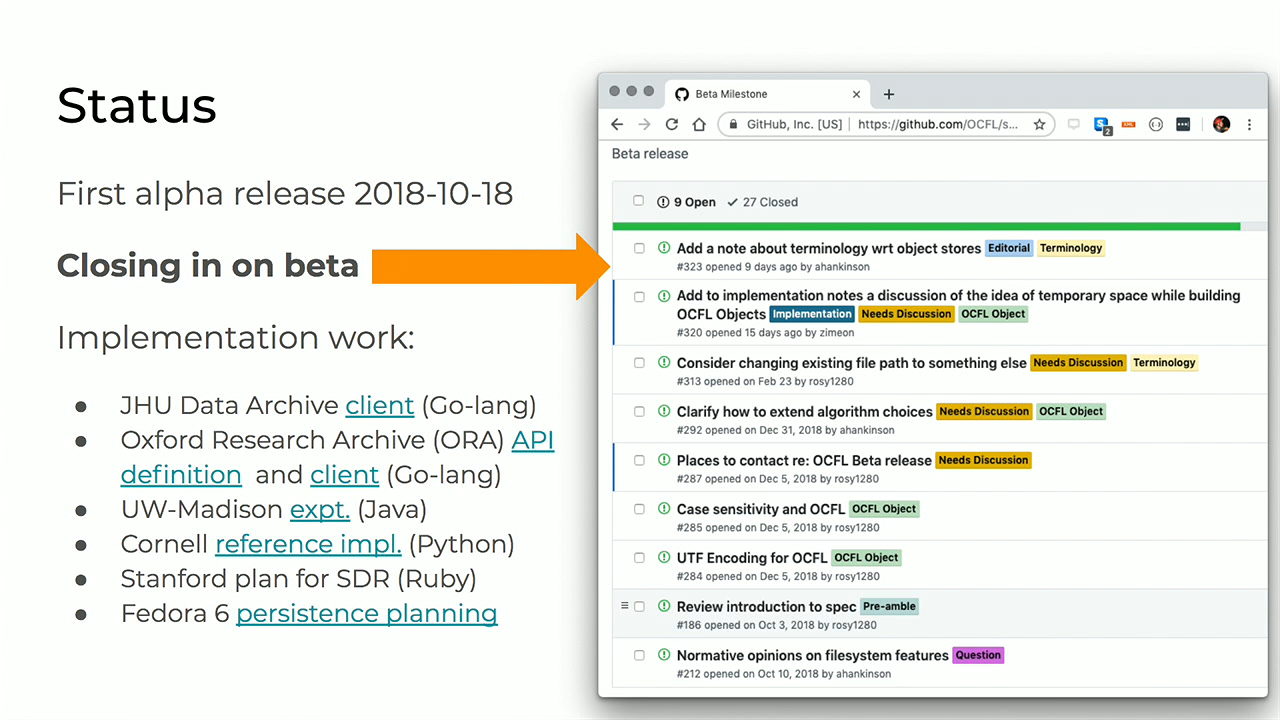 Status
First alpha release 2018-10-18
Closing in on beta
Implementation work:
● JHU Data Archive client (Go-lang)
● Oxford Research Archive (ORA) API
definition and client (Go-lang)
● UW-Madison expt. (Java)
● Cornell reference impl. (Python)
● Stanford plan for SDR (Ruby)
● Fedora 6 persistence planning
Beta Milestone
GitHub, Inc. [US] | https://github.com/OCFL/s...
2
Beta release
9 Open 27 Closed
Add a note about terminology wrt object stores Editorial Terminology
#323 opened 9 days ago by ahankinson
Add to implementation notes a discussion of the idea of temporary space while building
OCFL Objects Implementation Needs Discussion OCFL Object
#320 opened 15 days ago by zimeon
Consider changing existing file path to something else Needs Discussion Terminology
#313 opened on Feb 23 by rosy1280
Clarify how to extend algorithm choices Needs Discussion OCFL Object
#292 opened on Dec 31, 2018 by ahankinson
Places to contact re: OCFL Beta release Needs Discussion
#287 opened on Dec 5, 2018 by rosy1280
Case sensitivity and OCFL OCFL Object
#285 opened on Dec 5, 2018 by rosy1280
UTF Encoding for OCFL OCFL Object
#284 opened on Dec 5, 2018 by rosy1280
Review introduction to spec Pre-amble
#186 opened on Oct 3, 2018 by rosy1280
Normative opinions on filesystem features Question
#212 opened on Oct 10, 2018 by ahankinson